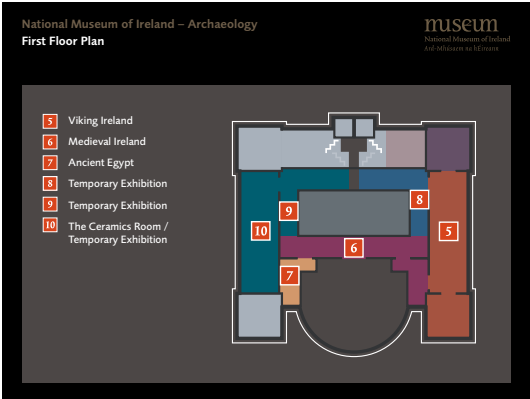 National Museum of Ireland – Archaeology
First Floor Plan
museum
National Museum of Ireland
Ard-Mhúsaem na hÉireann
5 Viking Ireland
6 Medieval Ireland
7 Ancient Egypt
8 Temporary Exhibition
9 Temporary Exhibition
10 The Ceramics Room /
Temporary Exhibition
8
9
10
5
6
7